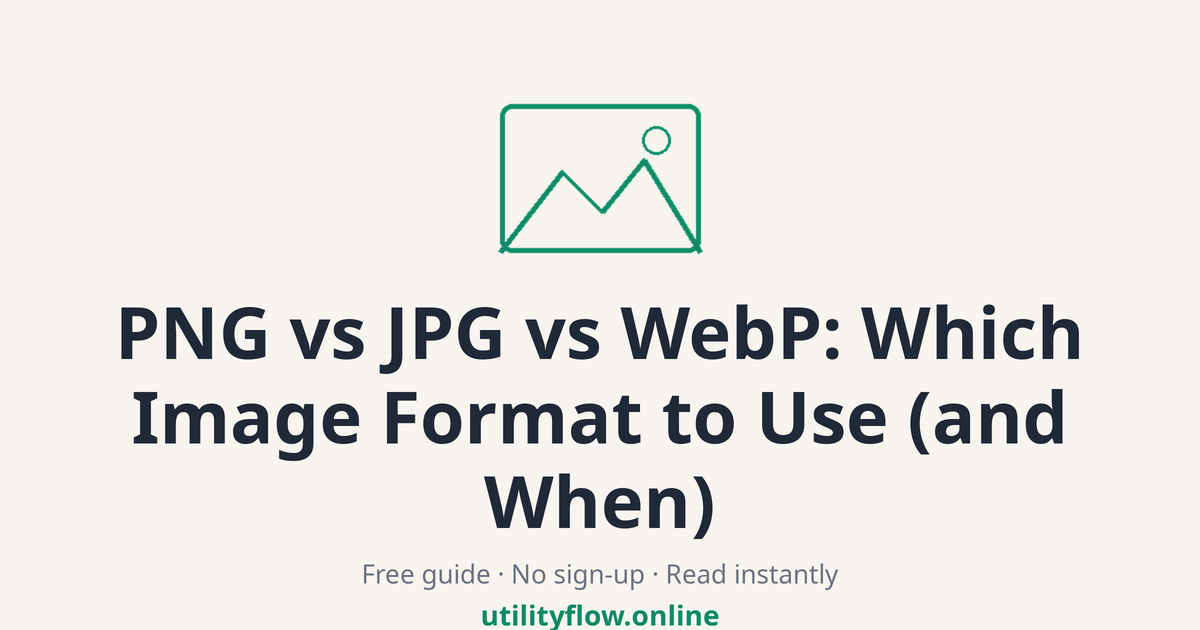 PNG vs JPG vs WebP: Which
Image Format to Use (and
When)
Free guide · No sign-up · Read instantly
utilityflow.online